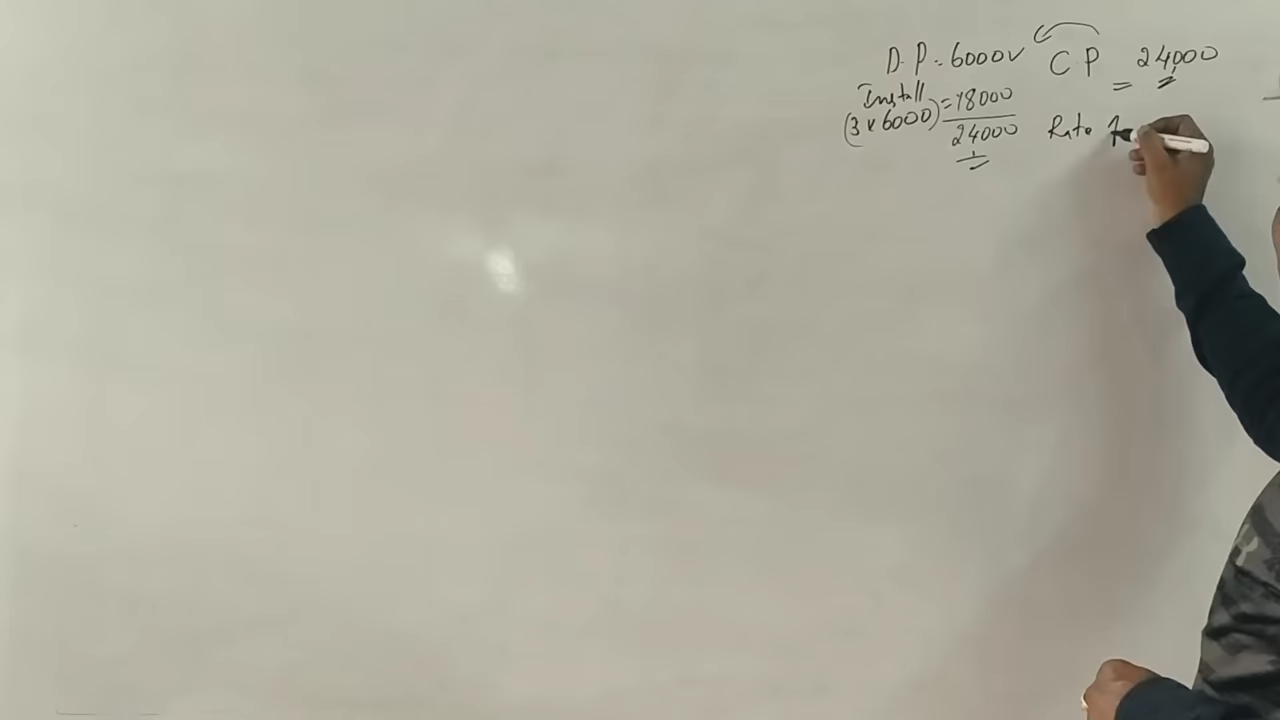 D.P = 6000 CP = 24000
Install
(3 x 6000) = 18000
24000
Rate